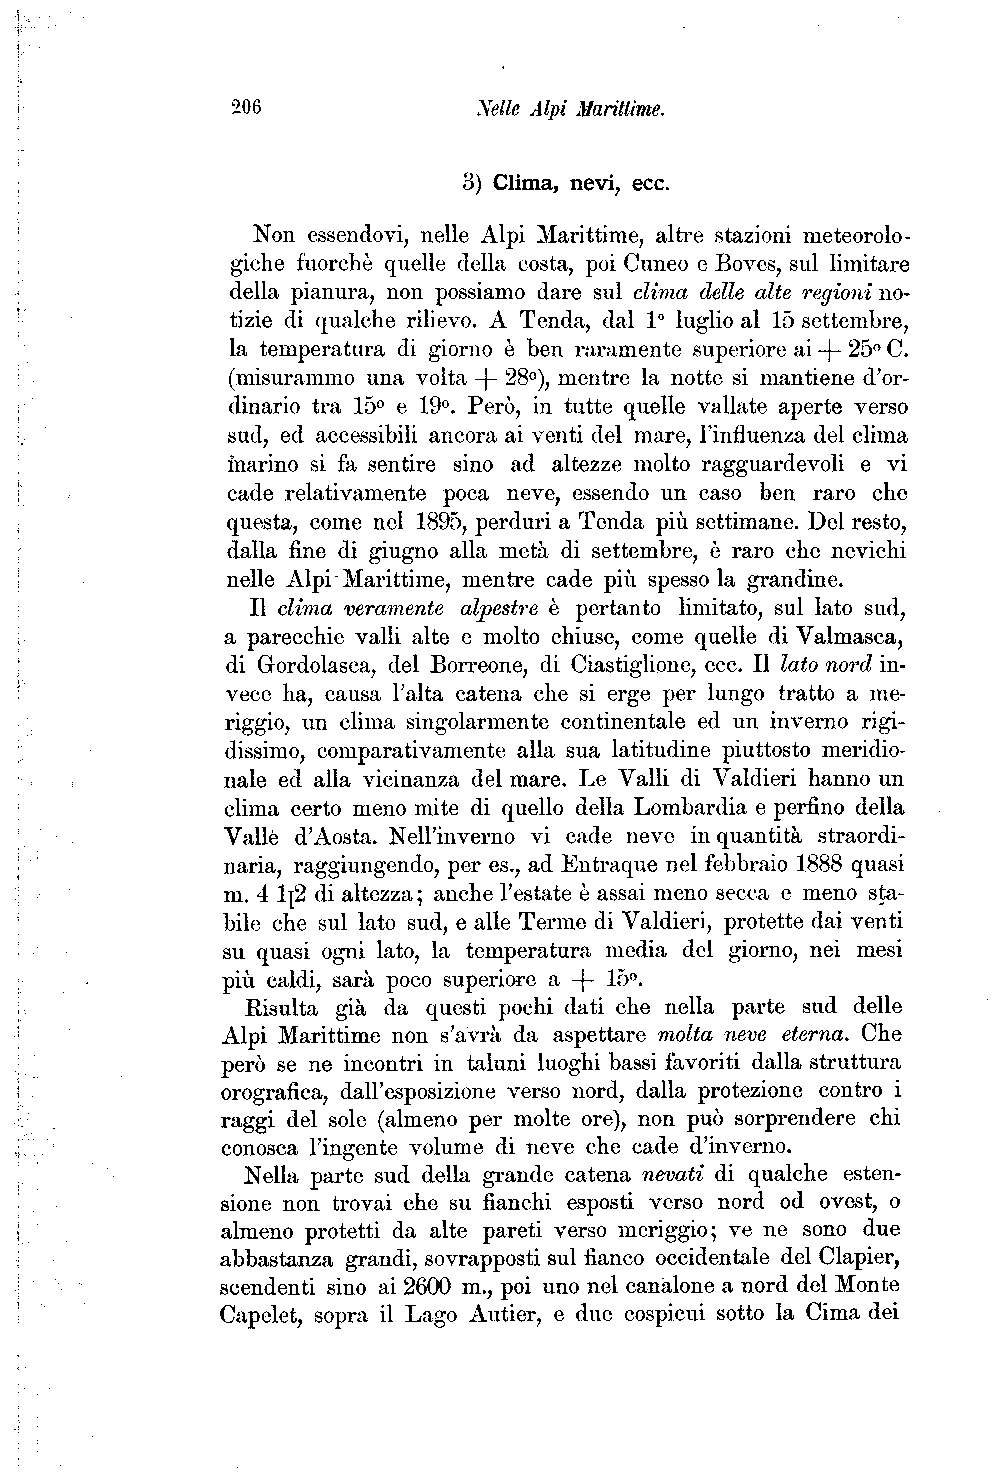 206 Nelle Alpi Marittime.
3) Clima, nevi, ecc.
Non essendovi, nelle Alpi Marittime, altre stazioni meteorolo-
giche fuorchè quelle della costa, poi Cuneo e Boves, sul limitare
della pianura, non possiamo dare sul clima delle alte regioni no-
tizie di qualche rilievo. A Tenda, dal 1° luglio al 15 settembre,
la temperatura di giorno è ben raramente superiore ai + 25° C.
(misurammo una volta + 28°), mentre la notte si mantiene d'or-
dinario tra 15° e 19°. Però, in tutte quelle vallate aperte verso
sud, ed accessibili ancora ai venti del mare, l'influenza del clima
marino si fa sentire sino ad altezze molto ragguardevoli e vi
cade relativamente poca neve, essendo un caso ben raro che
questa, come nel 1895, perduri a Tenda più settimane. Del resto,
dalla fine di giugno alla metà di settembre, è raro che nevichi
nelle Alpi Marittime, mentre cade più spesso la grandine.
Il clima veramente alpestre è pertanto limitato, sul lato sud,
a parecchie valli alte e molto chiuse, come quelle di Valmasca,
di Gordolasca, del Borreone, di Ciastiglione, ecc. Il lato nord in-
vece ha, causa l'alta catena che si erge per lungo tratto a me-
riggio, un clima singolarmente continentale ed un inverno rigi-
dissimo, comparativamente alla sua latitudine piuttosto meridio-
nale ed alla vicinanza del mare. Le Valli di Valdieri hanno un
clima certo meno mite di quello della Lombardia e perfino della
Valle d'Aosta. Nell'inverno vi cade neve in quantità straordi-
naria, raggiungendo, per es., ad Entraque nel febbraio 1888 quasi
m. 4 1[2 di altezza; anche l'estate è assai meno secca e meno sta-
bile che sul lato sud, e alle Terme di Valdieri, protette dai venti
su quasi ogni lato, la temperatura media del giorno, nei mesi
più caldi, sarà poco superiore a + 15°.
Risulta già da questi pochi dati che nella parte sud delle
Alpi Marittime non s'avrà da aspettare molta neve eterna. Che
però se ne incontri in taluni luoghi bassi favoriti dalla struttura
orografica, dall'esposizione verso nord, dalla protezione contro i
raggi del sole (almeno per molte ore), non può sorprendere chi
conosca l'ingente volume di neve che cade d'inverno.
Nella parte sud della grande catena nevati di qualche esten-
sione non trovai che su fianchi esposti verso nord od ovest, o
almeno protetti da alte pareti verso meriggio; ve ne sono due
abbastanza grandi, sovrapposti sul fianco occidentale del Clapier,
scendenti sino ai 2600 m., poi uno nel canalone a nord del Monte
Capelet, sopra il Lago Autier, e due cospicui sotto la Cima dei